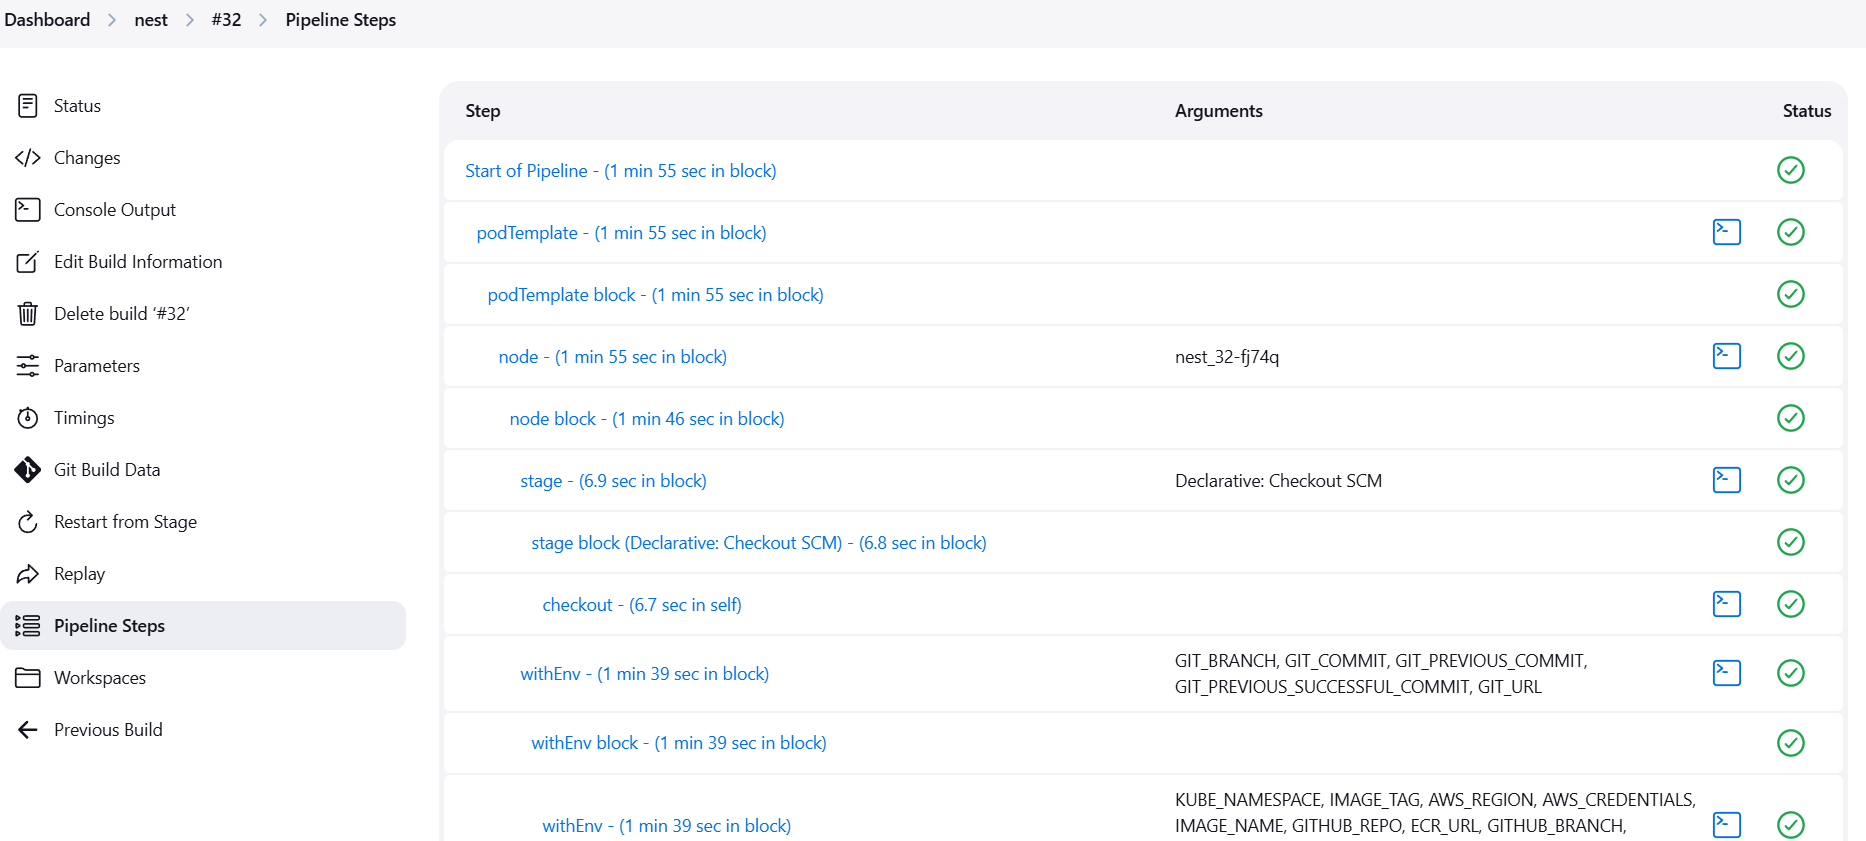 Dashboard > nest > #32 > Pipeline Steps
Status
Changes
Console Output
Edit Build Information
Delete build ‘#32’
Parameters
Timings
Git Build Data
Restart from Stage
Replay
Pipeline Steps
Workspaces
Previous Build
Step Arguments Status
Start of Pipeline - (1 min 55 sec in block)
podTemplate - (1 min 55 sec in block)
podTemplate block - (1 min 55 sec in block)
node - (1 min 55 sec in block) nest_32-fj74q
node block - (1 min 46 sec in block)
stage - (6.9 sec in block) Declarative: Checkout SCM
stage block (Declarative: Checkout SCM) - (6.8 sec in block)
checkout - (6.7 sec in self)
withEnv - (1 min 39 sec in block)
GIT_BRANCH, GIT_COMMIT, GIT_PREVIOUS_COMMIT,
GIT_PREVIOUS_SUCCESSFUL_COMMIT, GIT_URL
withEnv block - (1 min 39 sec in block)
withEnv - (1 min 39 sec in block)
KUBE_NAMESPACE, IMAGE_TAG, AWS_REGION, AWS_CREDENTIALS,
IMAGE_NAME, GITHUB_REPO, ECR_URL, GITHUB_BRANCH,